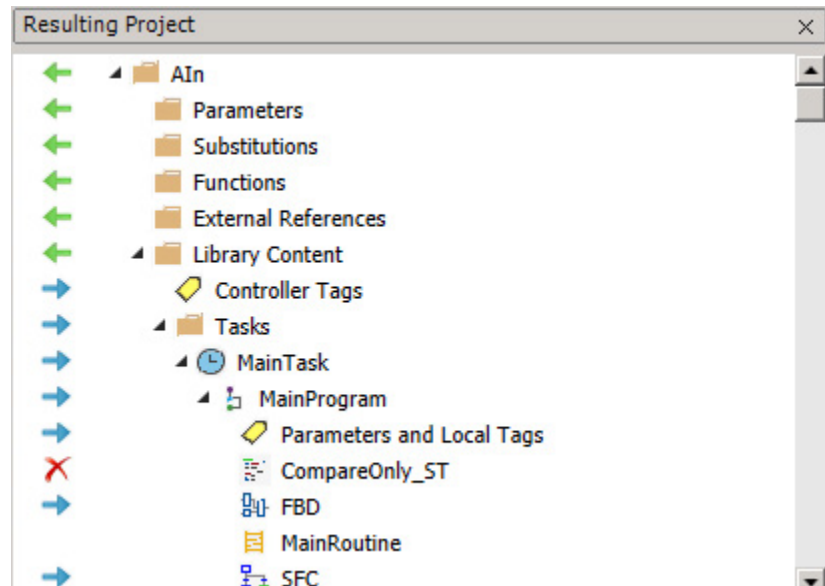 Resulting Project
AIn
Parameters
Substitutions
Functions
External References
Library Content
Controller Tags
Tasks
MainTask
MainProgram
Parameters and Local Tags
CompareOnly_ST
FBD
MainRoutine
SFC